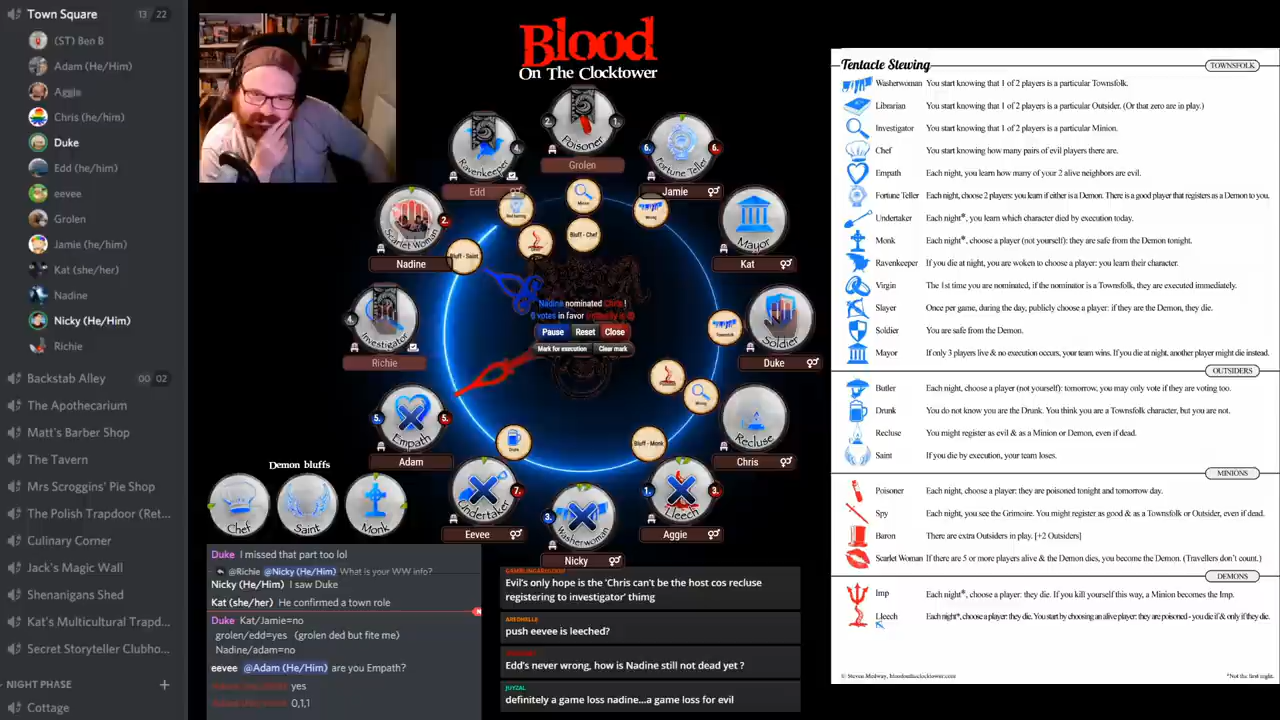 Town Square
13 22
(ST) Ben B
Adam (He/Him)
Aggie
Chris (he/him)
Duke
Edd (he/him)
eevee
Grolen
Jamie (he/him)
Kat (she/her)
Nadine
Nicky (He/Him)
Richie
Backstab Alley
00 02
The Apothecarium
Matt's Barber Shop
The Tavern
Mrs Scroggins' Pie Shop
The Polish Trapdoor (Ret...
Culinary Corner
Jack's Magic Wall
Shenanigans Shed
Kat's Multicultural Trapd...
Secret Storyteller Clubho...
NIGHT PHASE
Cottage
Blood
On The Clocktower
Poisoner
Grolen
Fortune Teller
Jamie
Mayor
Kat
Soldier
Duke
Recluse
Chris
Lleech
Aggie
Washerwoman
Nicky
Undertaker
Eevee
Empath
Adam
Investigator
Richie
Scarlet Woman
Nadine
Ravenkeeper
Edd
Red herring
Minion
Wrong
Bluff - Chef
Bluff - Saint
Townsfolk
Wrong
Bluff - Monk
Drunk
Nadine nominated Chris!
Pause Reset Close
Mark for execution Clear mark
Demon bluffs
Chef
Saint
Monk
Duke I missed that part too lol
@Richie @Nicky (He/Him) What is your WW info?
Nicky (He/Him) I saw Duke
Kat (she/her) He confirmed a town role
Duke Kat/Jamie=no
grolen/edd=yes (grolen ded but fite me)
Nadine/adam=no
eevee @Adam (He/Him) are you Empath?
yes
0,1,1
Evil's only hope is the 'Chris can't be the host cos recluse
registering to investigator' thimg
AREDHELLE
push eevee is leeched?
Edd's never wrong, how is Nadine still not dead yet ?
JUYZAL
definitely a game loss nadine...a game loss for evil
Tentacle Stewing
TOWNSFOLK
Washerwoman You start knowing that 1 of 2 players is a particular Townsfolk.
Librarian You start knowing that 1 of 2 players is a particular Outsider. (Or that zero are in play.)
Investigator You start knowing that 1 of 2 players is a particular Minion.
Chef You start knowing how many pairs of evil players there are.
Empath Each night, you learn how many of your 2 alive neighbors are evil.
Fortune Teller Each night, choose 2 players: you learn if either is a Demon. There is a good player that registers as a Demon to you.
Undertaker Each night*, you learn which character died by execution today.
Monk Each night*, choose a player (not yourself): they are safe from the Demon tonight.
Ravenkeeper If you die at night, you are woken to choose a player: you learn their character.
Virgin The 1st time you are nominated, if the nominator is a Townsfolk, they are executed immediately.
Slayer Once per game, during the day, publicly choose a player: if they are the Demon, they die.
Soldier You are safe from the Demon.
Mayor If only 3 players live & no execution occurs, your team wins. If you die at night, another player might die instead.
OUTSIDERS
Butler Each night, choose a player (not yourself): tomorrow, you may only vote if they are voting too.
Drunk You do not know you are the Drunk. You think you are a Townsfolk character, but you are not.
Recluse You might register as evil & as a Minion or Demon, even if dead.
Saint If you die by execution, your team loses.
MINIONS
Poisoner Each night, choose a player: they are poisoned tonight and tomorrow day.
Spy Each night, you see the Grimoire. You might register as good & as a Townsfolk or Outsider, even if dead.
Baron There are extra Outsiders in play. [+2 Outsiders]
Scarlet Woman If there are 5 or more players alive & the Demon dies, you become the Demon. (Travellers don't count.)
DEMONS
Imp Each night*, choose a player: they die. If you kill yourself this way, a Minion becomes the Imp.
Lleech Each night*, choose a player: they die. You start by choosing an alive player: they are poisoned - you die if & only if they die.
© Steven Medway, bloodontheclocktower.com
*Not the first night.